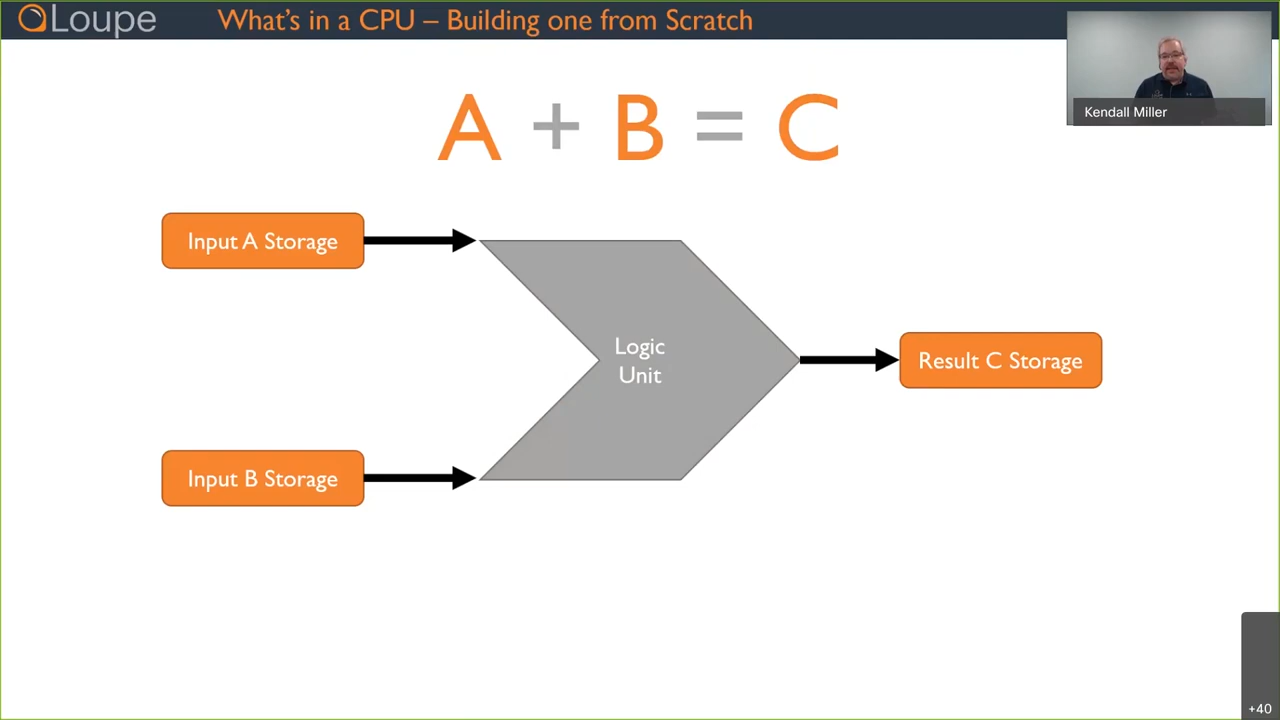 Loupe
What's in a CPU – Building one from Scratch
Kendall Miller
A + B = C
Input A Storage
Logic
Unit
Result C Storage
Input B Storage
+40